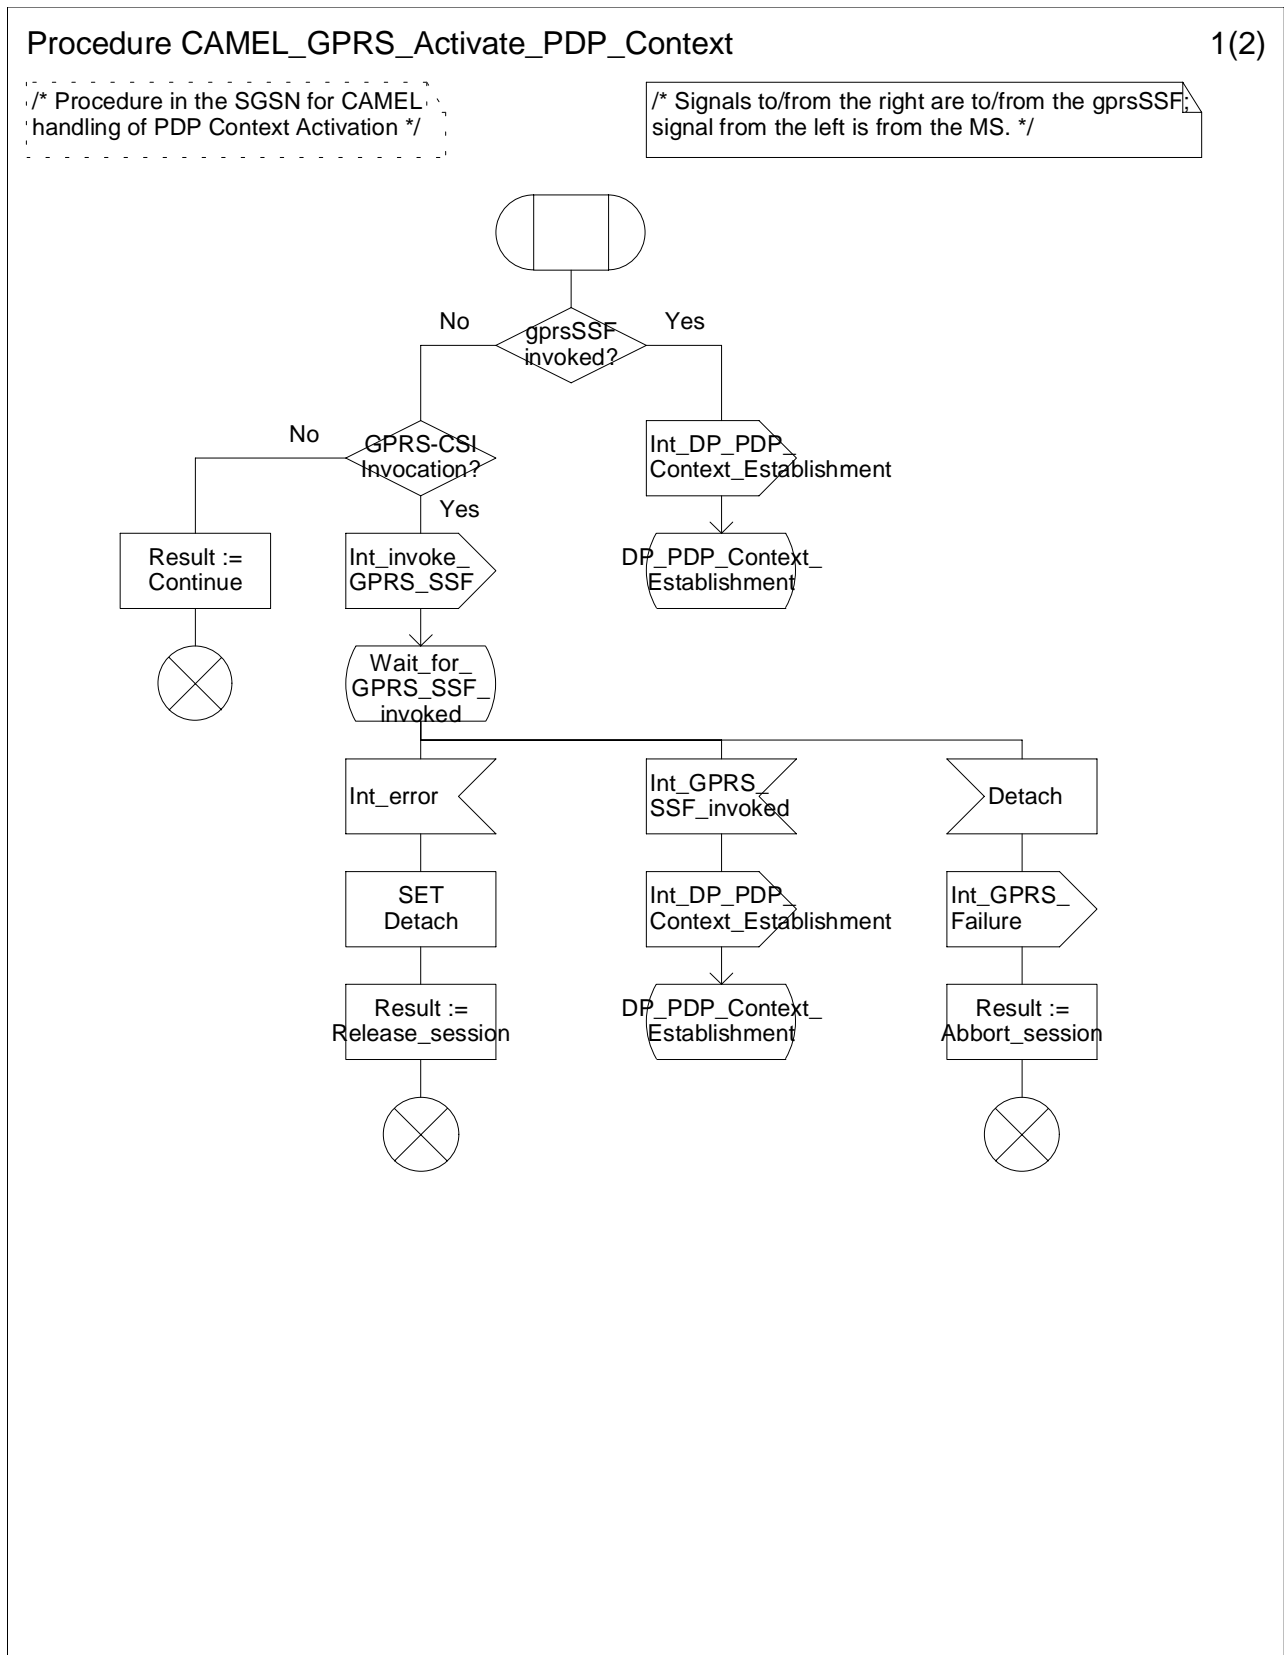 Procedure CAMEL_GPRS_Activate_PDP_Context
1(2)
/* Procedure in the SGSN for CAMEL
handling of PDP Context Activation */
/* Signals to/from the right are to/from the gprsSSF;
signal from the left is from the MS. */
No
gprsSSF
invoked?
Yes
No
GPRS-CSI
Invocation?
Yes
Int_DP_PDP_
Context_Establishment
Result :=
Continue
Int_invoke_
GPRS_SSF
DP_PDP_Context_
Establishment
Wait_for_
GPRS_SSF_
invoked
Int_error
Int_GPRS_
SSF_invoked
Detach
SET
Detach
Int_DP_PDP_
Context_Establishment
Int_GPRS_
Failure
Result :=
Release_session
DP_PDP_Context_
Establishment
Result :=
Abbort_session